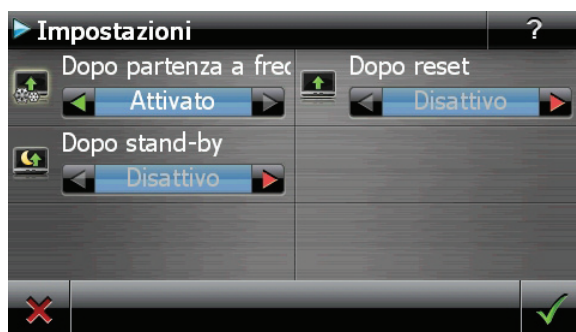 Impostazioni
?
Dopo partenza a fred
Attivato
Dopo reset
Disattivo
Dopo stand-by
Disattivo